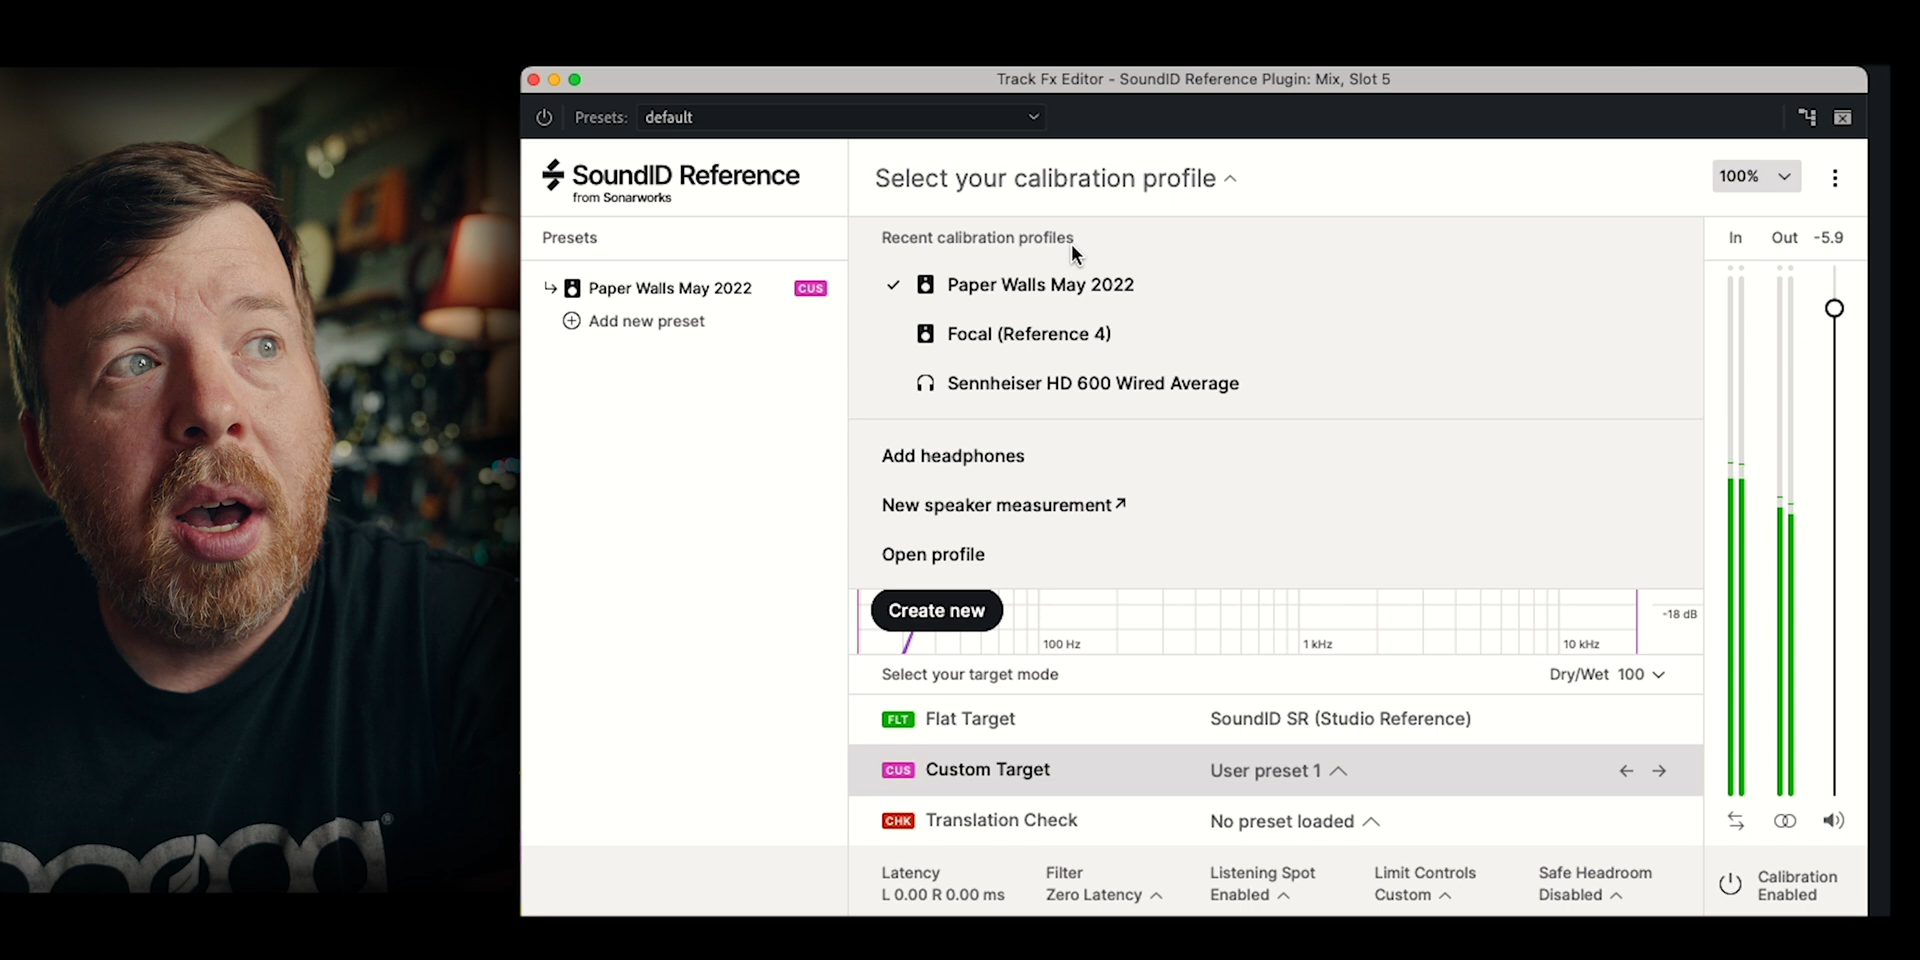 Track Fx Editor - SoundID Reference Plugin: Mix, Slot 5
Presets: default
SoundID Reference
from Sonarworks
Select your calibration profile
100%
Presets
Recent calibration profiles
In Out -5.9
Paper Walls May 2022 CUS
Add new preset
Paper Walls May 2022
Focal (Reference 4)
Sennheiser HD 600 Wired Average
Add headphones
New speaker measurement
Open profile
Create new
-18 dB
100 Hz 1 kHz 10 kHz
Select your target mode
Dry/Wet 100
FLT Flat Target SoundID SR (Studio Reference)
CUS Custom Target User preset 1
CHK Translation Check No preset loaded
Latency
L 0.00 R 0.00 ms
Filter
Zero Latency
Listening Spot
Enabled
Limit Controls
Custom
Safe Headroom
Disabled
Calibration
Enabled
moog®